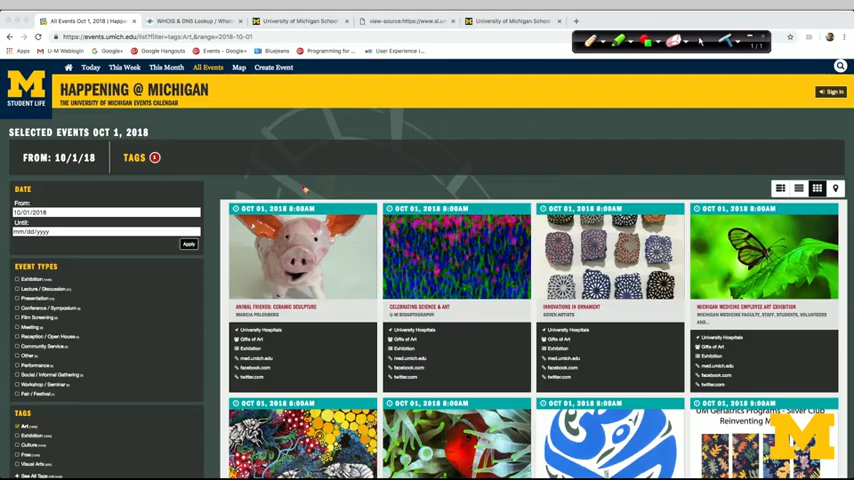 All Events Oct 1, 2018 | Happe
WHOIS & DNS Lookup / What
University of Michigan School
view-source:https://www.si.um
University of Michigan School
https://events.umich.edu/list?filter=tags:Art,&range=2018-10-01
Apps
U-M Weblogin
G+
Google+
Google Hangouts
Google+
Bluejeans
Programming for ...
User Experience I...
1 / 1
Home
Today
This Week
This Month
All Events
Map
Create Event
M
STUDENT LIFE
HAPPENING @ MICHIGAN
THE UNIVERSITY OF MICHIGAN EVENTS CALENDAR
Sign In
SELECTED EVENTS OCT 1, 2018
FROM: 10/1/18
TAGS 1
DATE
From:
10/01/2018
Until:
mm/dd/yyyy
Apply
EVENT TYPES
Exhibition
Lecture / Discussion
Presentation
Conference / Symposium
Film Screening
Meeting
Reception / Open House
Community Service
Other
Performance
Social / Informal Gathering
Workshop / Seminar
Fair / Festival
TAGS
Art
Exhibition
Culture
Free
Visual Arts
See All Tags
OCT 01, 2018 8:00AM
ANIMAL FRIENDS: CERAMIC SCULPTURE
MARCIA POLENBERG
University Hospitals
Gifts of Art
Exhibition
med.umich.edu
facebook.com
twitter.com
OCT 01, 2018 8:00AM
CELEBRATING SCIENCE & ART
U-M BIOARTOGRAPHY
University Hospitals
Gifts of Art
Exhibition
med.umich.edu
facebook.com
twitter.com
OCT 01, 2018 8:00AM
INNOVATIONS IN ORNAMENT
SEVEN ARTISTS
University Hospitals
Gifts of Art
Exhibition
med.umich.edu
facebook.com
twitter.com
OCT 01, 2018 8:00AM
MICHIGAN MEDICINE EMPLOYEE ART EXHIBITION
MICHIGAN MEDICINE FACULTY, STAFF, STUDENTS, VOLUNTEERS
AND...
University Hospitals
Gifts of Art
Exhibition
med.umich.edu
facebook.com
twitter.com
OCT 01, 2018 8:00AM
OCT 01, 2018 8:00AM
OCT 01, 2018 8:00AM
OCT 01, 2018 9:00AM
UM Geriatrics Programs - Silver Club
Reinventing M
M